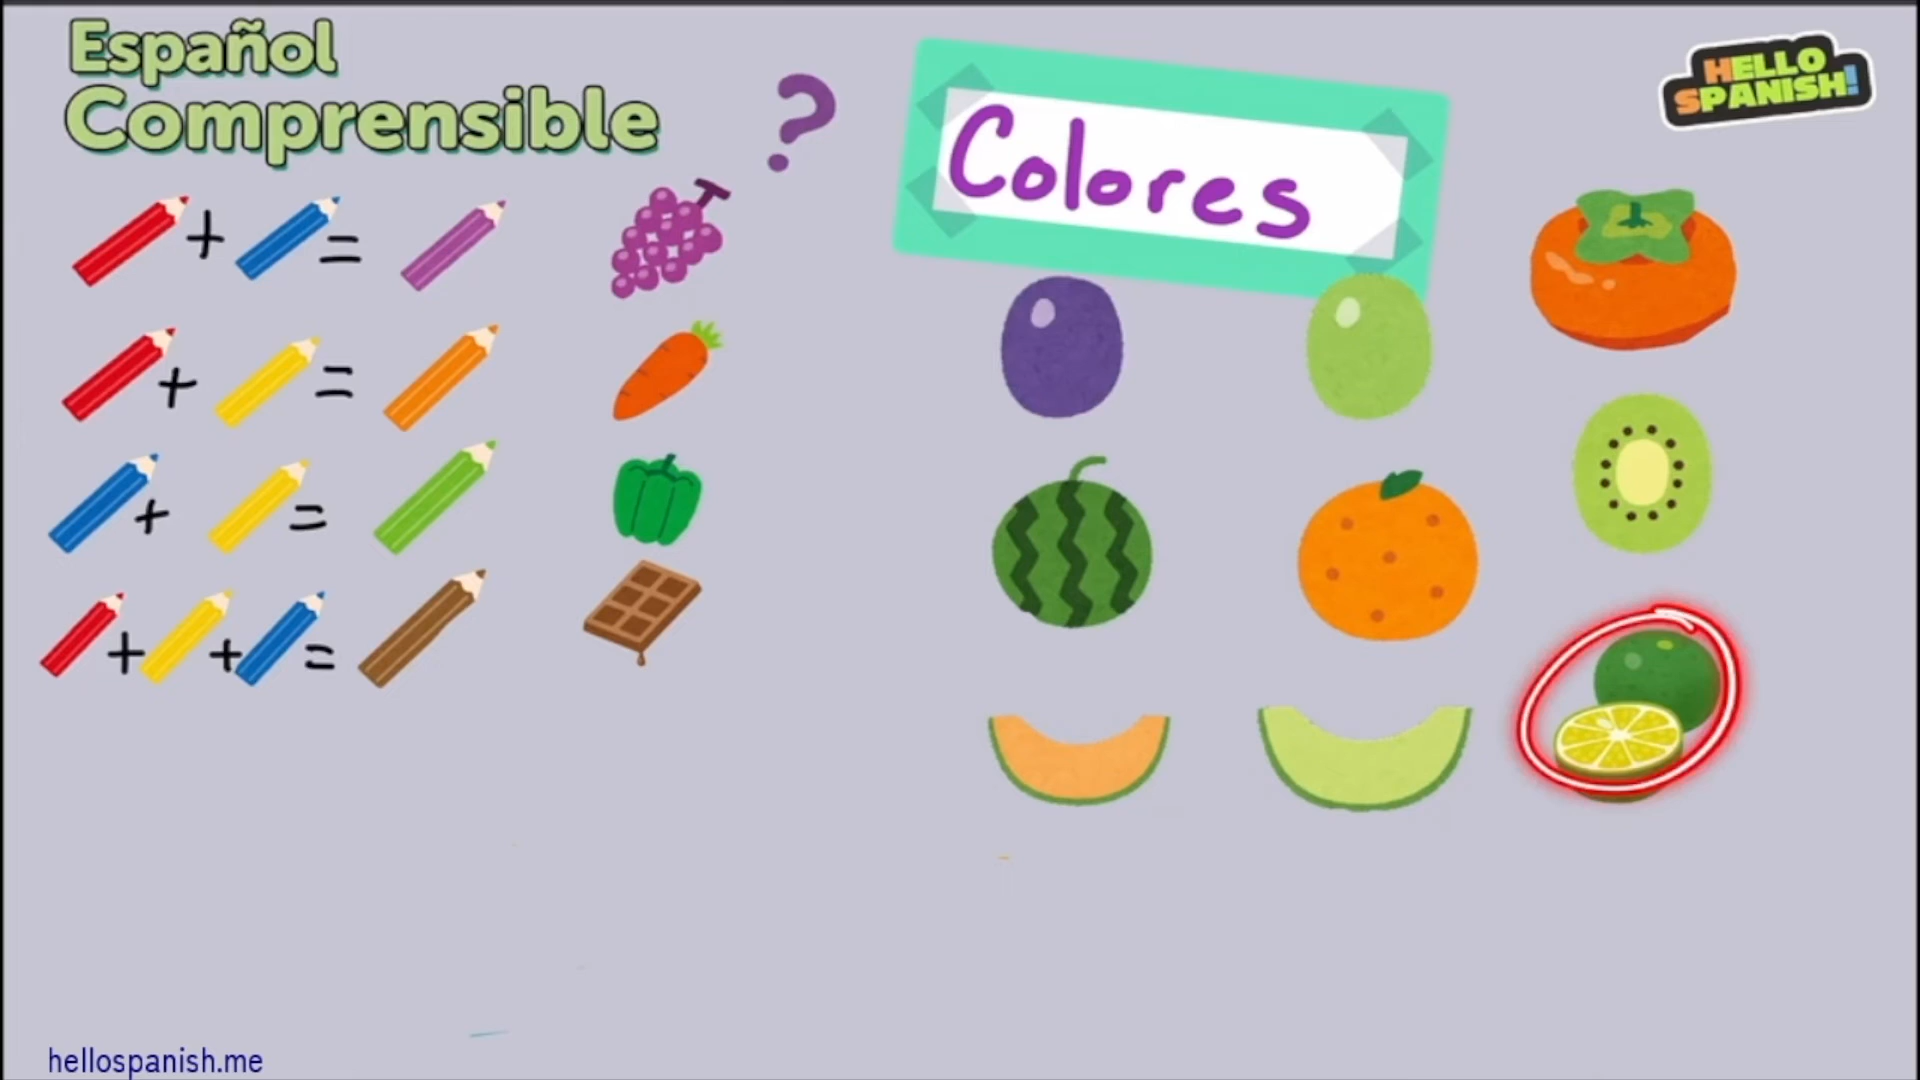 Español
Comprensible
?
Colores
HELLO
SPANISH!
+ =
+ =
+ =
+ + =
hellospanish.me